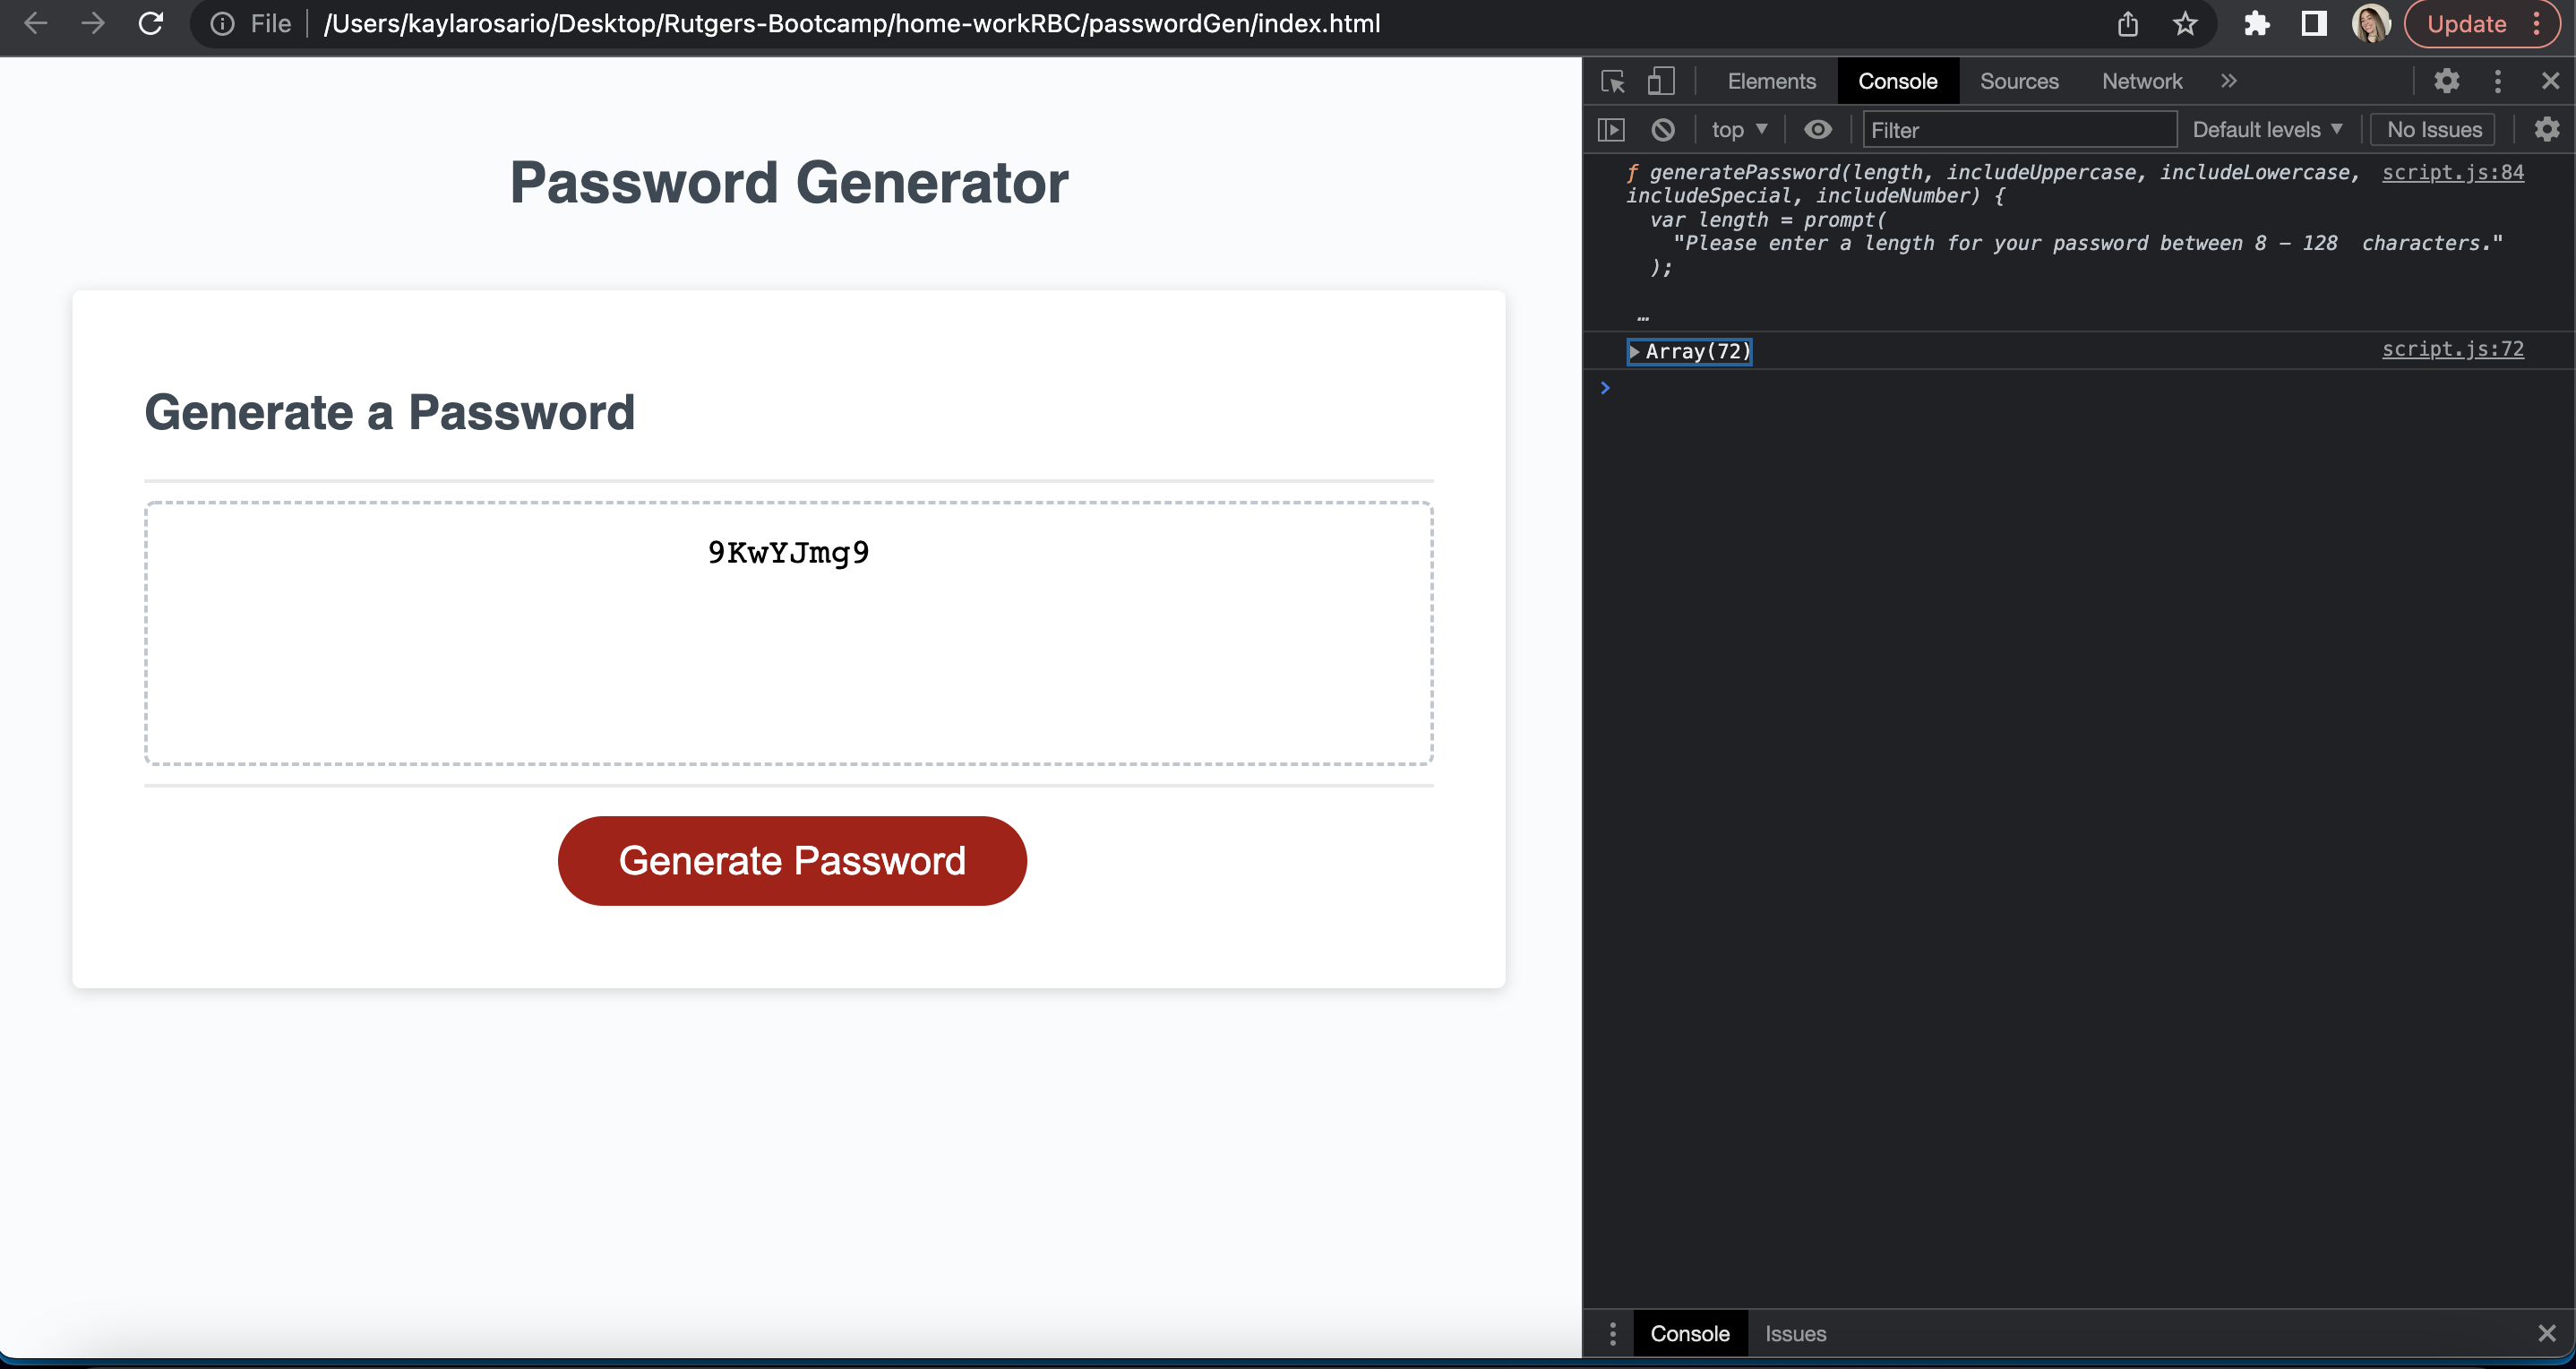 File /Users/kaylarosario/Desktop/Rutgers-Bootcamp/home-workRBC/passwordGen/index.html
Update
Password Generator
Generate a Password
9KwYJmg9
Generate Password
Elements Console Sources Network »
top ▼ Filter Default levels ▼ No Issues
ƒ generatePassword(length, includeUppercase, includeLowercase, script.js:84
includeSpecial, includeNumber) {
var length = prompt(
"Please enter a length for your password between 8 – 128  characters."
);
…
▶ Array(72) script.js:72
>
Console Issues